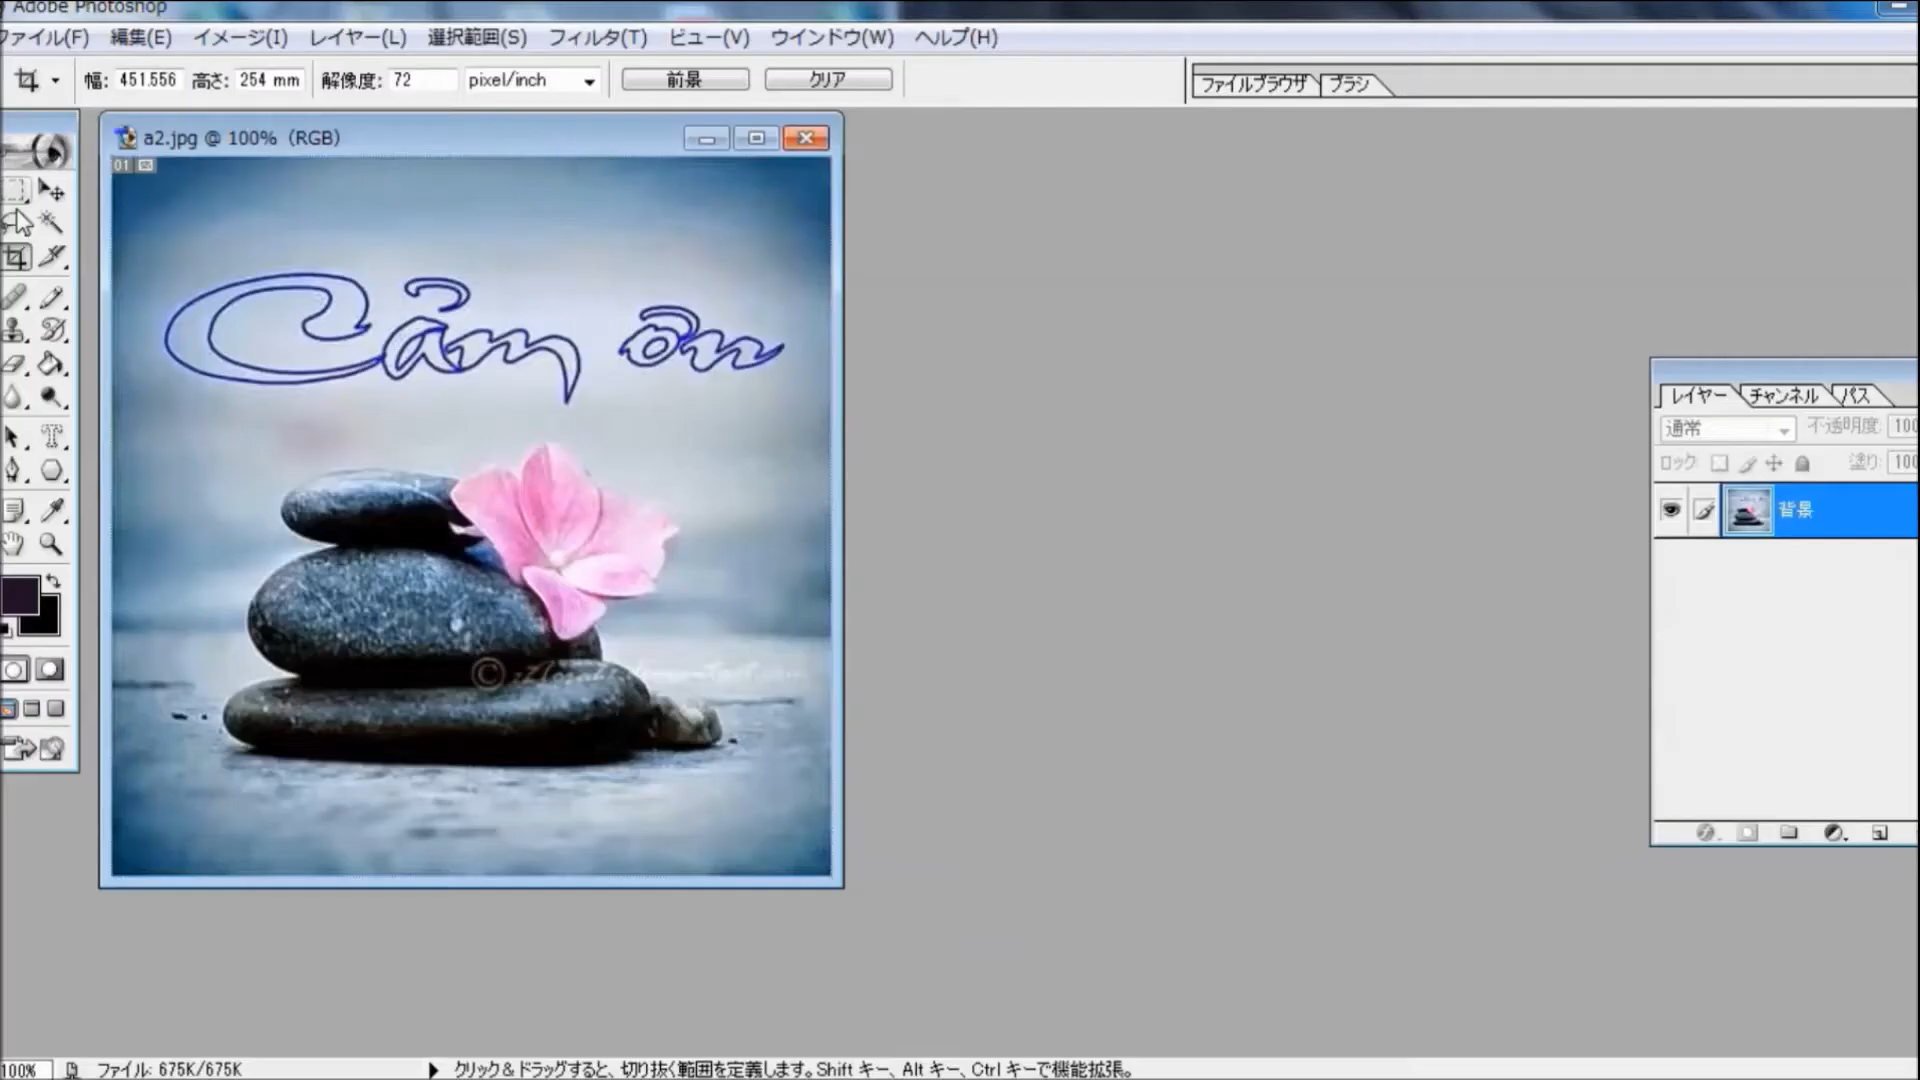 Adobe Photoshop
ファイル(F) 編集(E) イメージ(I) レイヤー(L) 選択範囲(S) フィルタ(T) ビュー(V) ウインドウ(W) ヘルプ(H)
幅: 451.556 高さ: 254 mm 解像度: 72 pixel/inch 前景 クリア ファイルブラウザ ブラシ
a2.jpg @ 100% (RGB)
01
Cảm ơn
レイヤー チャンネル パス
通常 不透明度: 100
ロック: 塗り: 100
背景
©
100% ファイル: 675K/675K クリック＆ドラッグすると、切り抜く範囲を定義します。Shift キー、Alt キー、Ctrl キーで機能拡張。